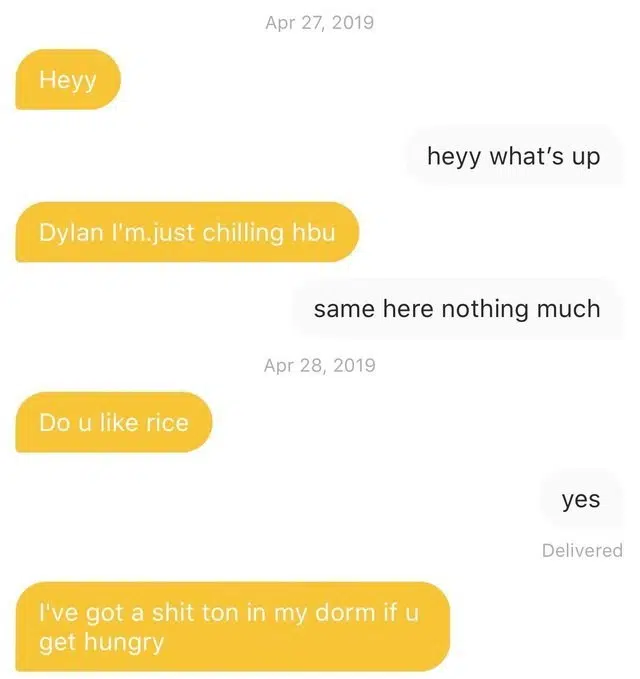 Apr 27, 2019
Heyy
heyy what’s up
Dylan I'm.just chilling hbu
same here nothing much
Apr 28, 2019
Do u like rice
yes
Delivered
I've got a shit ton in my dorm if u
get hungry